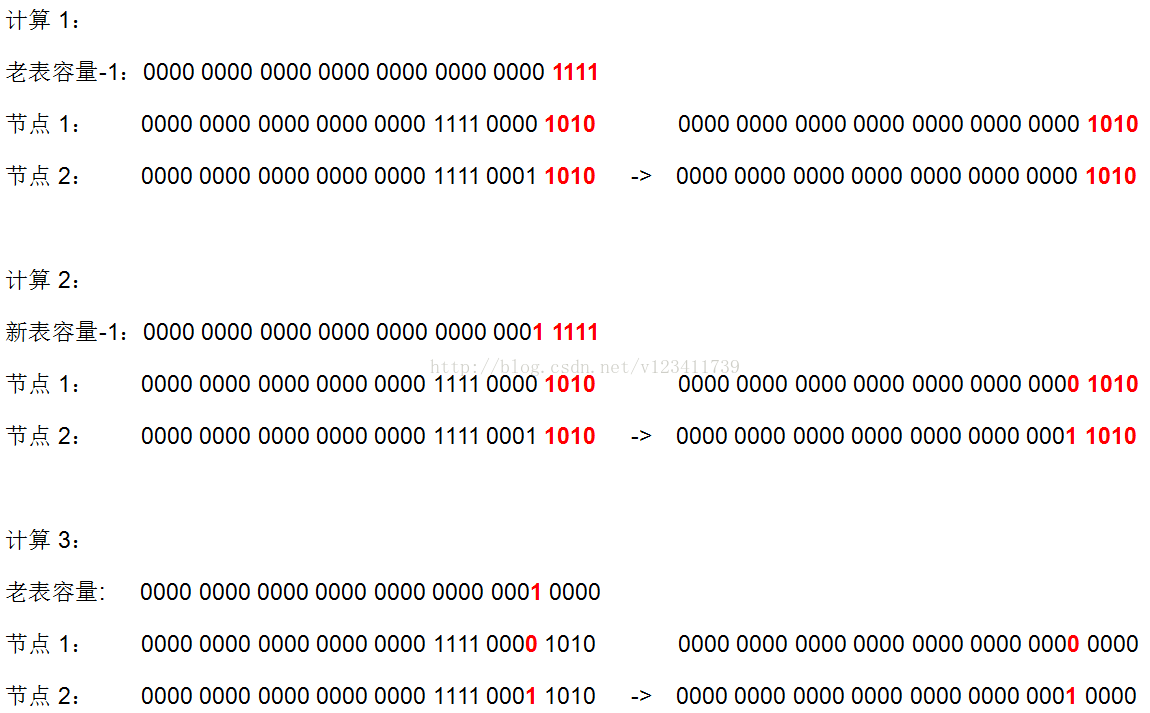 计算 1：
老表容量-1：0000 0000 0000 0000 0000 0000 0000 1111
节点 1： 0000 0000 0000 0000 0000 1111 0000 1010 0000 0000 0000 0000 0000 0000 0000 1010
节点 2： 0000 0000 0000 0000 0000 1111 0001 1010 -> 0000 0000 0000 0000 0000 0000 0000 1010
计算 2：
新表容量-1：0000 0000 0000 0000 0000 0000 0001 1111
http://blog.csdn.net/v123411739
节点 1： 0000 0000 0000 0000 0000 1111 0000 1010 0000 0000 0000 0000 0000 0000 0000 1010
节点 2： 0000 0000 0000 0000 0000 1111 0001 1010 -> 0000 0000 0000 0000 0000 0000 0001 1010
计算 3：
老表容量: 0000 0000 0000 0000 0000 0000 0001 0000
节点 1： 0000 0000 0000 0000 0000 1111 0000 1010 0000 0000 0000 0000 0000 0000 0000 0000
节点 2： 0000 0000 0000 0000 0000 1111 0001 1010 -> 0000 0000 0000 0000 0000 0000 0001 0000